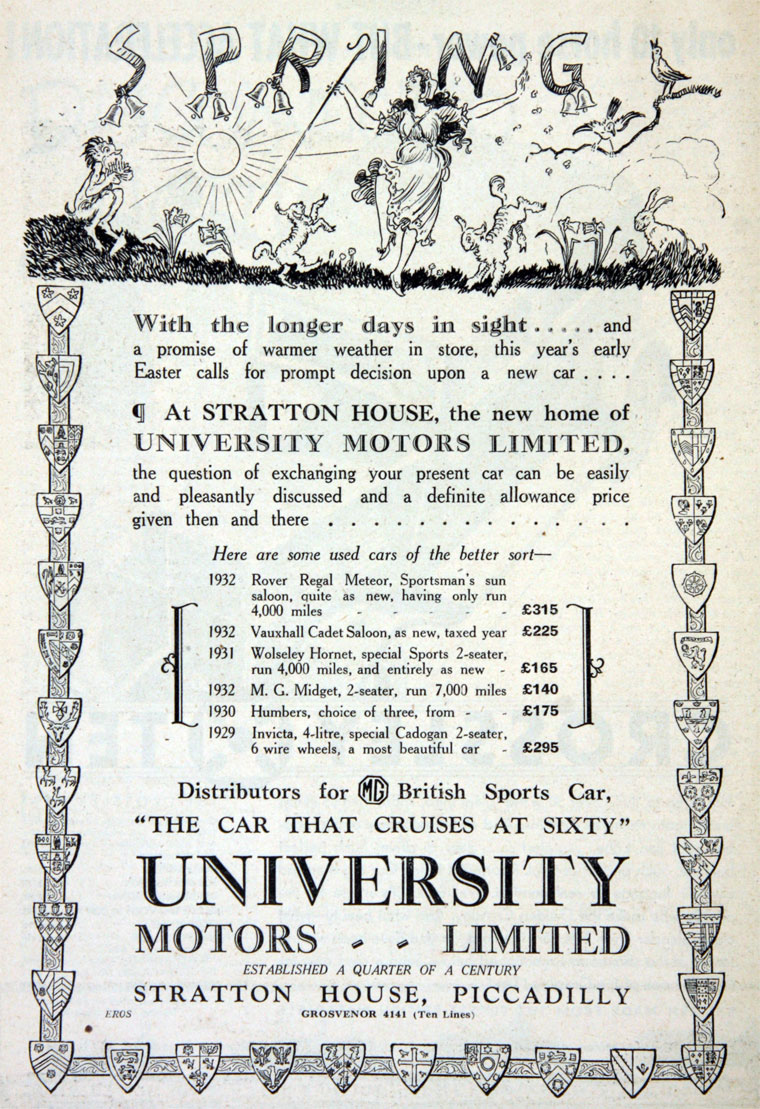 SPRING
With the longer days in sight . . . . . and
a promise of warmer weather in store, this year's early
Easter calls for prompt decision upon a new car . . . .
¶ At STRATTON HOUSE, the new home of
UNIVERSITY MOTORS LIMITED,
the question of exchanging your present car can be easily
and pleasantly discussed and a definite allowance price
given then and there . . . . . . . . . . . . . .
Here are some used cars of the better sort—
1932 Rover Regal Meteor, Sportsman's sun
saloon, quite as new, having only run
4,000 miles - - - - - - £315
1932 Vauxhall Cadet Saloon, as new, taxed year £225
1931 Wolseley Hornet, special Sports 2-seater,
run 4,000 miles, and entirely as new - £165
1932 M. G. Midget, 2-seater, run 7,000 miles £140
1930 Humbers, choice of three, from - - £175
1929 Invicta, 4-litre, special Cadogan 2-seater,
6 wire wheels, a most beautiful car - £295
Distributors for MG British Sports Car,
"THE CAR THAT CRUISES AT SIXTY"
UNIVERSITY
MOTORS - - LIMITED
ESTABLISHED A QUARTER OF A CENTURY
STRATTON HOUSE, PICCADILLY
EROS GROSVENOR 4141 (Ten Lines)